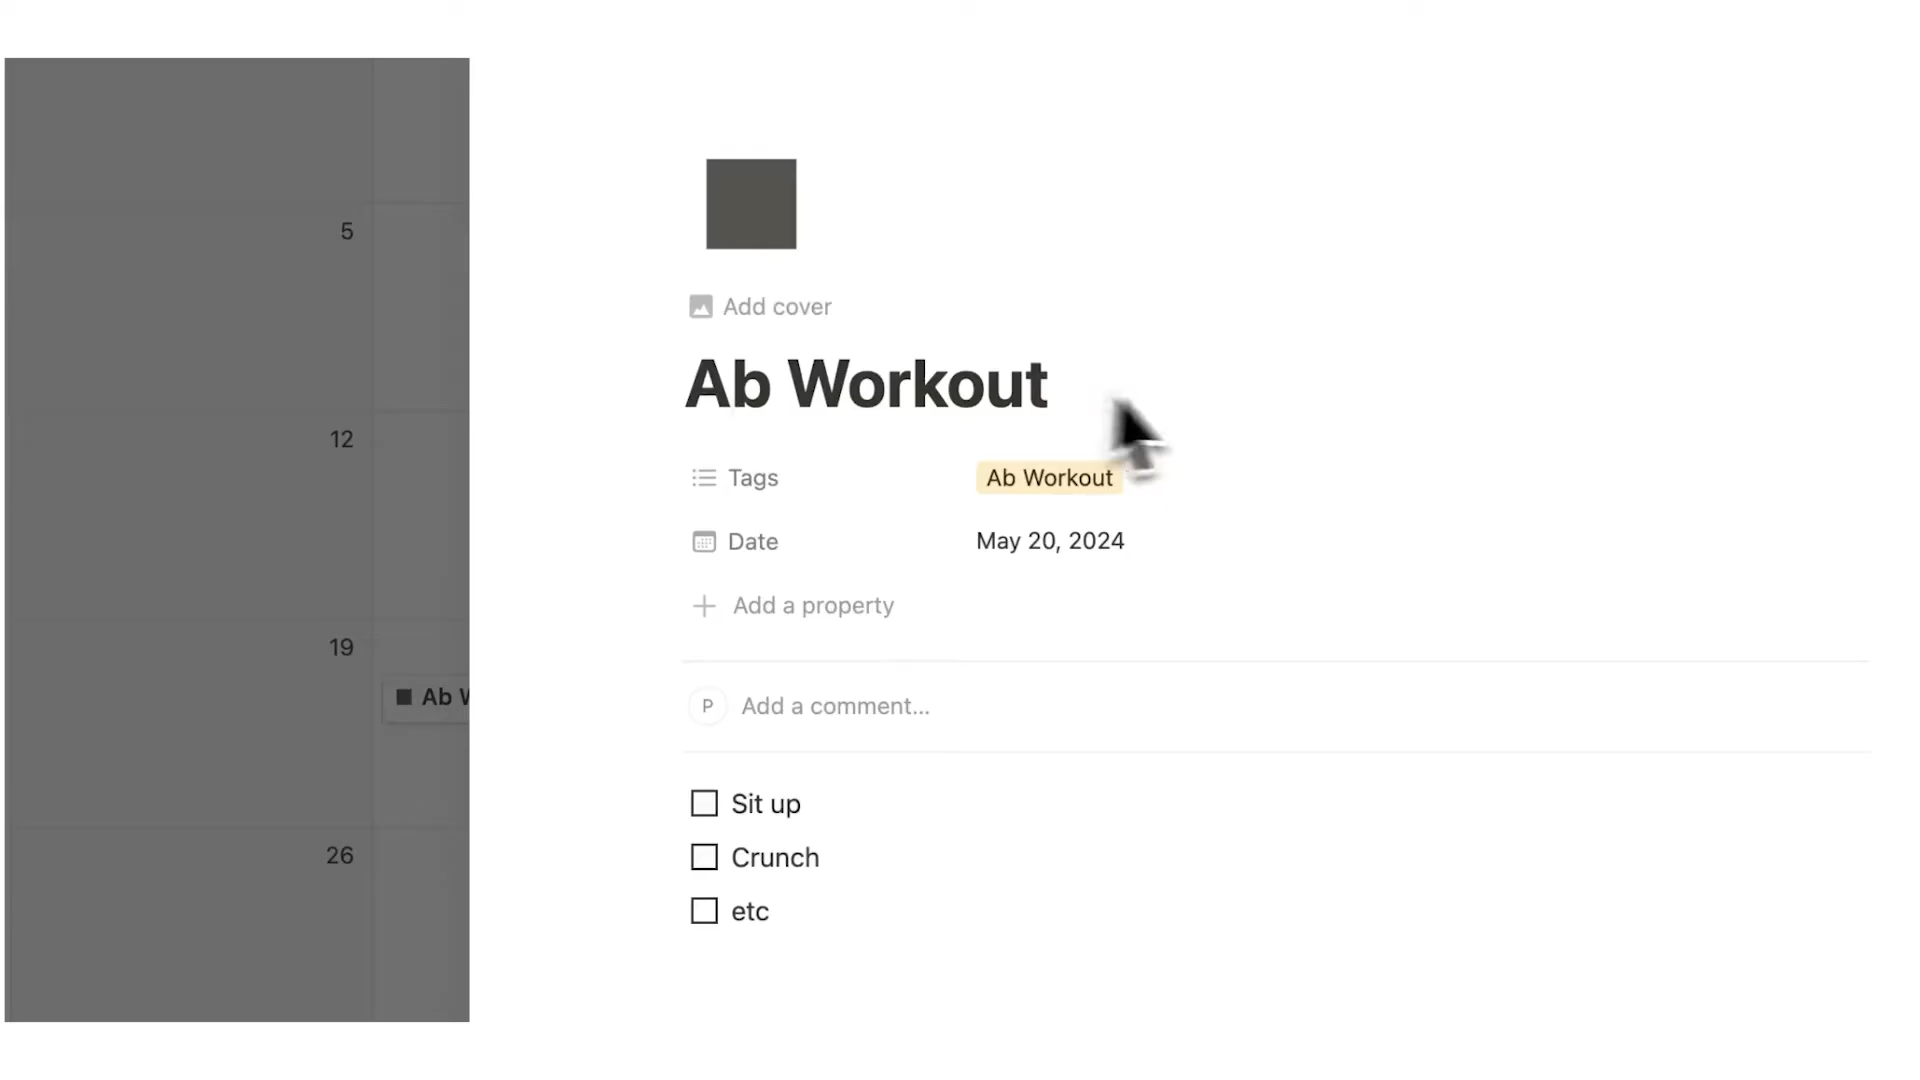 5
12
19
Ab
26
Add cover
Ab Workout
Tags Ab Workout
Date May 20, 2024
Add a property
P Add a comment...
Sit up
Crunch
etc